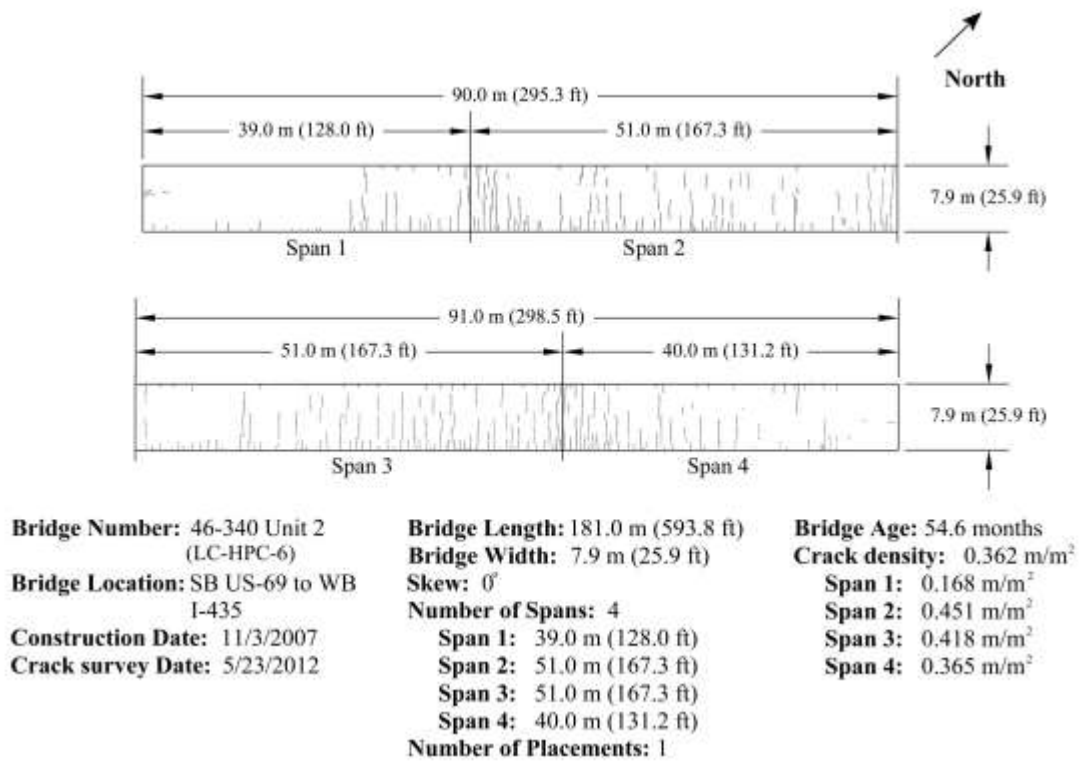 North
90.0 m (295.3 ft)
39.0 m (128.0 ft) 51.0 m (167.3 ft)
7.9 m (25.9 ft)
Span 1 Span 2
91.0 m (298.5 ft)
51.0 m (167.3 ft) 40.0 m (131.2 ft)
7.9 m (25.9 ft)
Span 3 Span 4
Bridge Number: 46-340 Unit 2
(LC-HPC-6)
Bridge Location: SB US-69 to WB
I-435
Construction Date: 11/3/2007
Crack survey Date: 5/23/2012
Bridge Length: 181.0 m (593.8 ft)
Bridge Width: 7.9 m (25.9 ft)
Skew: 0°
Number of Spans: 4
Span 1: 39.0 m (128.0 ft)
Span 2: 51.0 m (167.3 ft)
Span 3: 51.0 m (167.3 ft)
Span 4: 40.0 m (131.2 ft)
Number of Placements: 1
Bridge Age: 54.6 months
Crack density: 0.362 m/m²
Span 1: 0.168 m/m²
Span 2: 0.451 m/m²
Span 3: 0.418 m/m²
Span 4: 0.365 m/m²